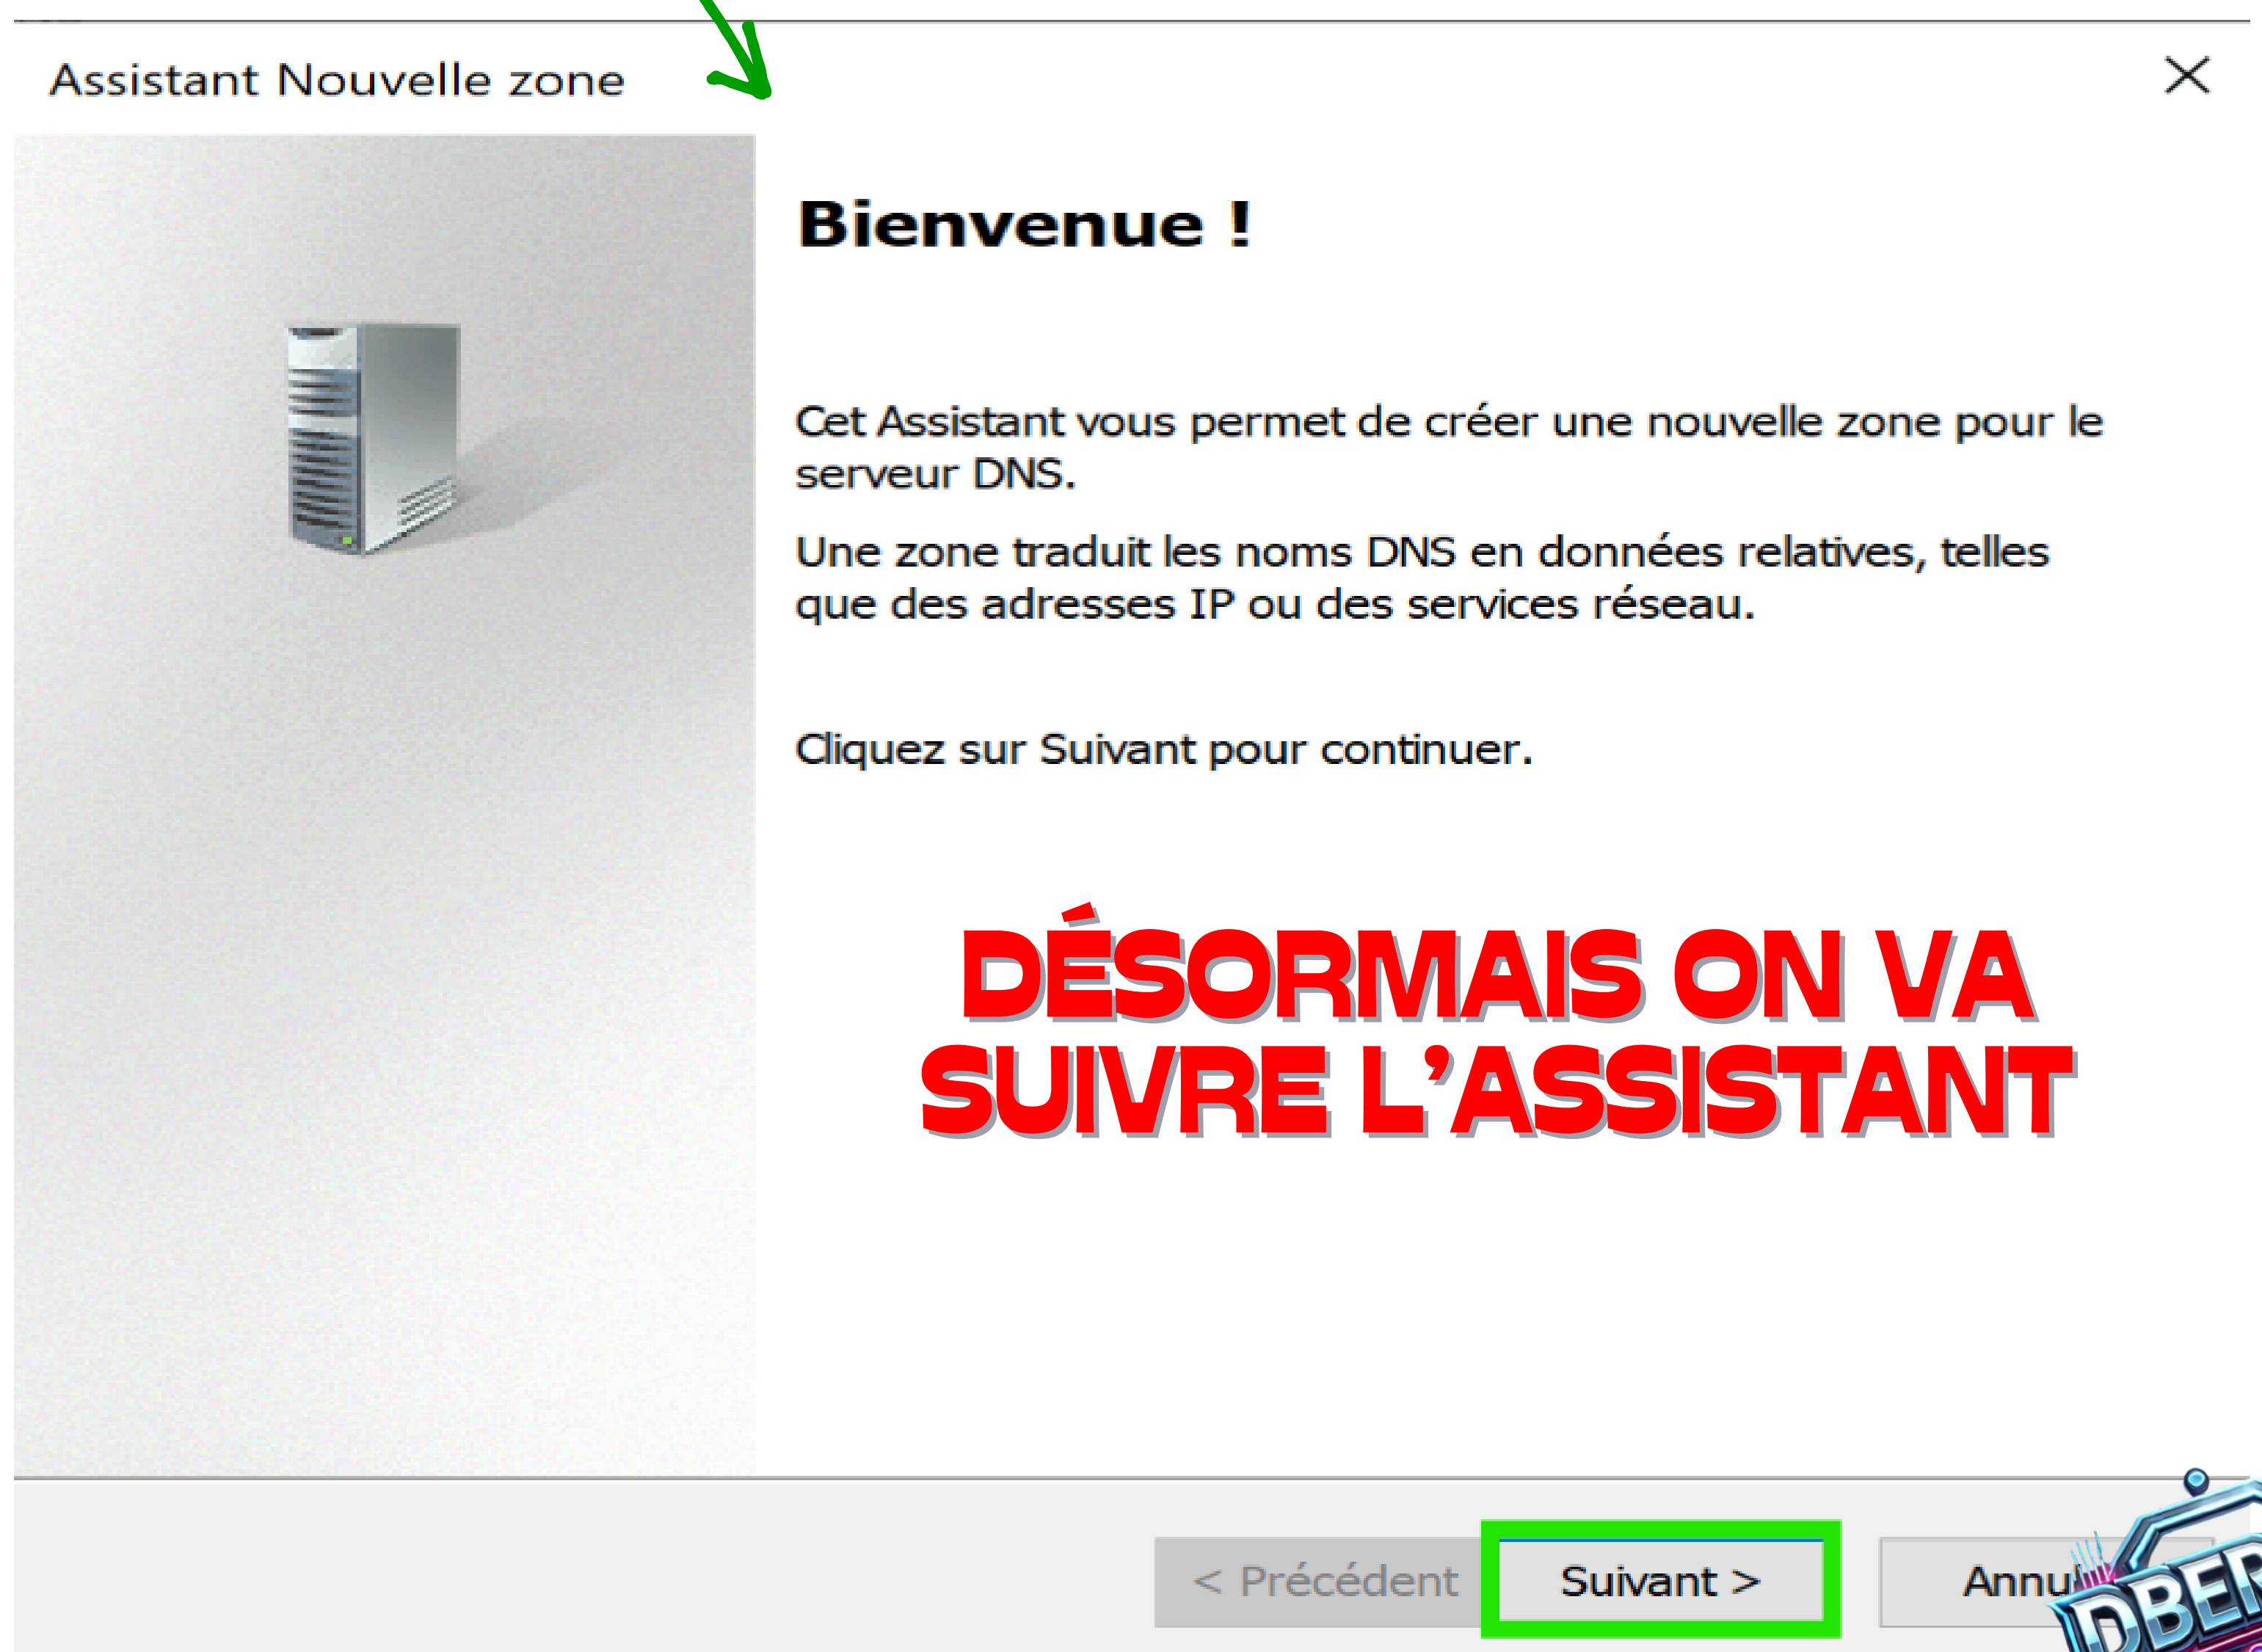 Assistant Nouvelle zone
Bienvenue !
Cet Assistant vous permet de créer une nouvelle zone pour le
serveur DNS.
Une zone traduit les noms DNS en données relatives, telles
que des adresses IP ou des services réseau.
Cliquez sur Suivant pour continuer.
DÉSORMAIS ON VA
SUIVRE L'ASSISTANT
< Précédent
Suivant >